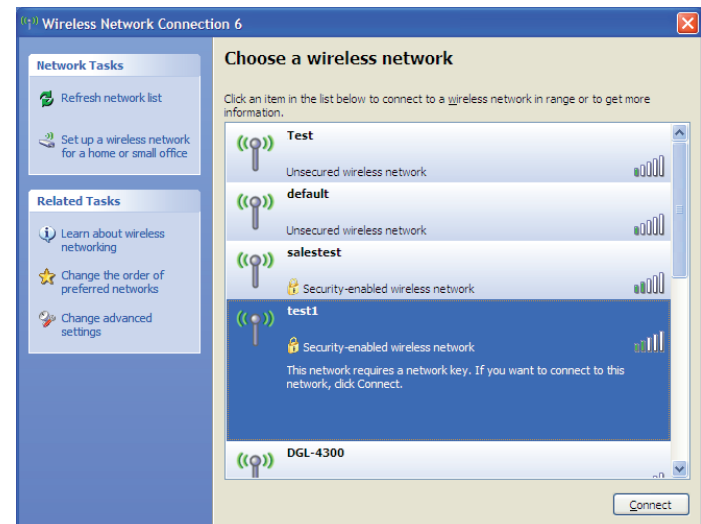 Wireless Network Connection 6
Network Tasks
Refresh network list
Set up a wireless network
for a home or small office
Related Tasks
Learn about wireless
networking
Change the order of
preferred networks
Change advanced
settings
Choose a wireless network
Click an item in the list below to connect to a wireless network in range or to get more
information.
Test
Unsecured wireless network
default
Unsecured wireless network
salestest
Security-enabled wireless network
test1
Security-enabled wireless network
This network requires a network key. If you want to connect to this
network, click Connect.
DGL-4300
Connect